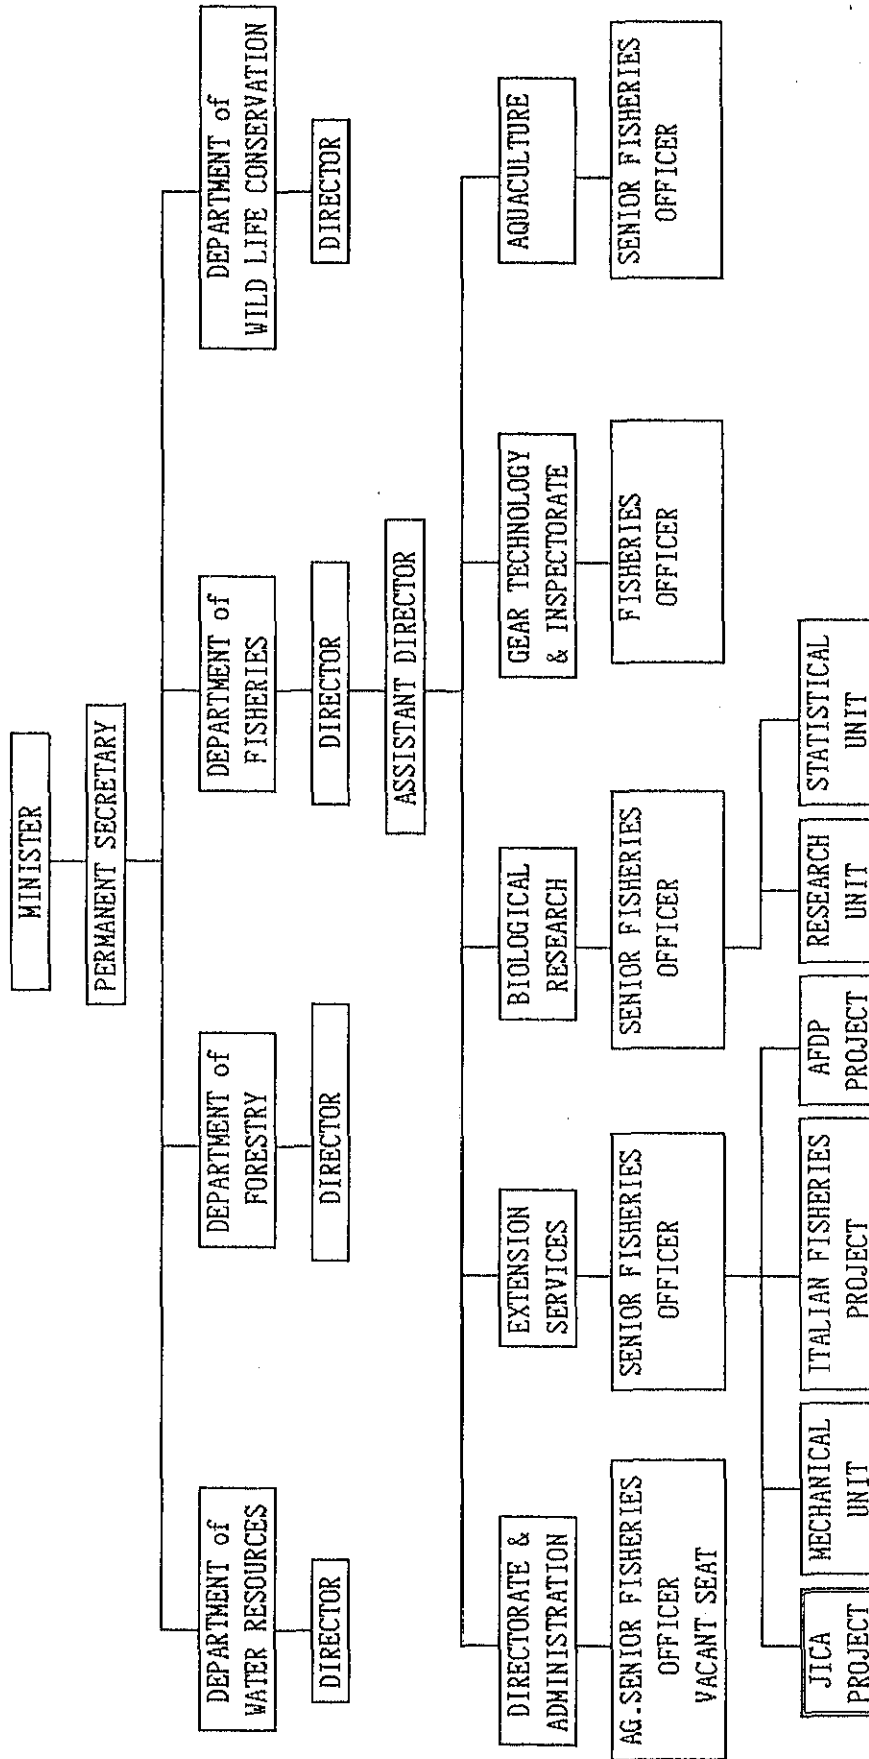 MINISTER
PERMANENT SECRETARY
DEPARTMENT of
WATER RESOURCES
DIRECTOR
DEPARTMENT of
FORESTRY
DIRECTOR
DEPARTMENT of
FISHERIES
DIRECTOR
ASSISTANT DIRECTOR
DEPARTMENT of
WILD LIFE CONSERVATION
DIRECTOR
DIRECTORATE &
ADMINISTRATION
AG.SENIOR FISHERIES
OFFICER
VACANT SEAT
EXTENSION
SERVICES
SENIOR FISHERIES
OFFICER
BIOLOGICAL
RESEARCH
SENIOR FISHERIES
OFFICER
GEAR TECHNOLOGY
& INSPECTORATE
FISHERIES
OFFICER
AQUACULTURE
SENIOR FISHERIES
OFFICER
JICA
PROJECT
MECHANICAL
UNIT
ITALIAN FISHERIES
PROJECT
AFDP
PROJECT
RESEARCH
UNIT
STATISTICAL
UNIT